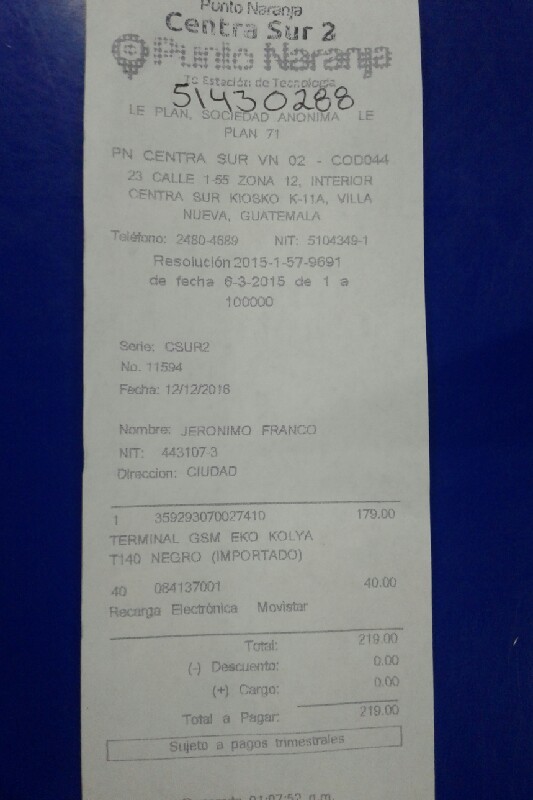 Punto Naranja
Centra Sur 2
Punto Naranja
Tu Estación de Tecnología
51430288
LE PLAN, SOCIEDAD ANONIMA LE
PLAN 71
PN CENTRA SUR VN 02 - COD044
23 CALLE 1-55 ZONA 12, INTERIOR
CENTRA SUR KIOSKO K-11A, VILLA
NUEVA, GUATEMALA
Teléfono: 2480-4689 NIT: 5104349-1
Resolución 2015-1-57-9691
de fecha 6-3-2015 de 1 a
100000
Serie: CSUR2
No. 11594
Fecha: 12/12/2016
Nombre: JERONIMO FRANCO
NIT: 443107-3
Direccion: CIUDAD
1 359293070027410 179.00
TERMINAL GSM EKO KOLYA
T140 NEGRO (IMPORTADO)
40 084137001 40.00
Recarga Electrónica Movistar
Total: 219.00
(-) Descuento: 0.00
(+) Cargo: 0.00
Total a Pagar: 219.00
Sujeto a pagos trimestrales